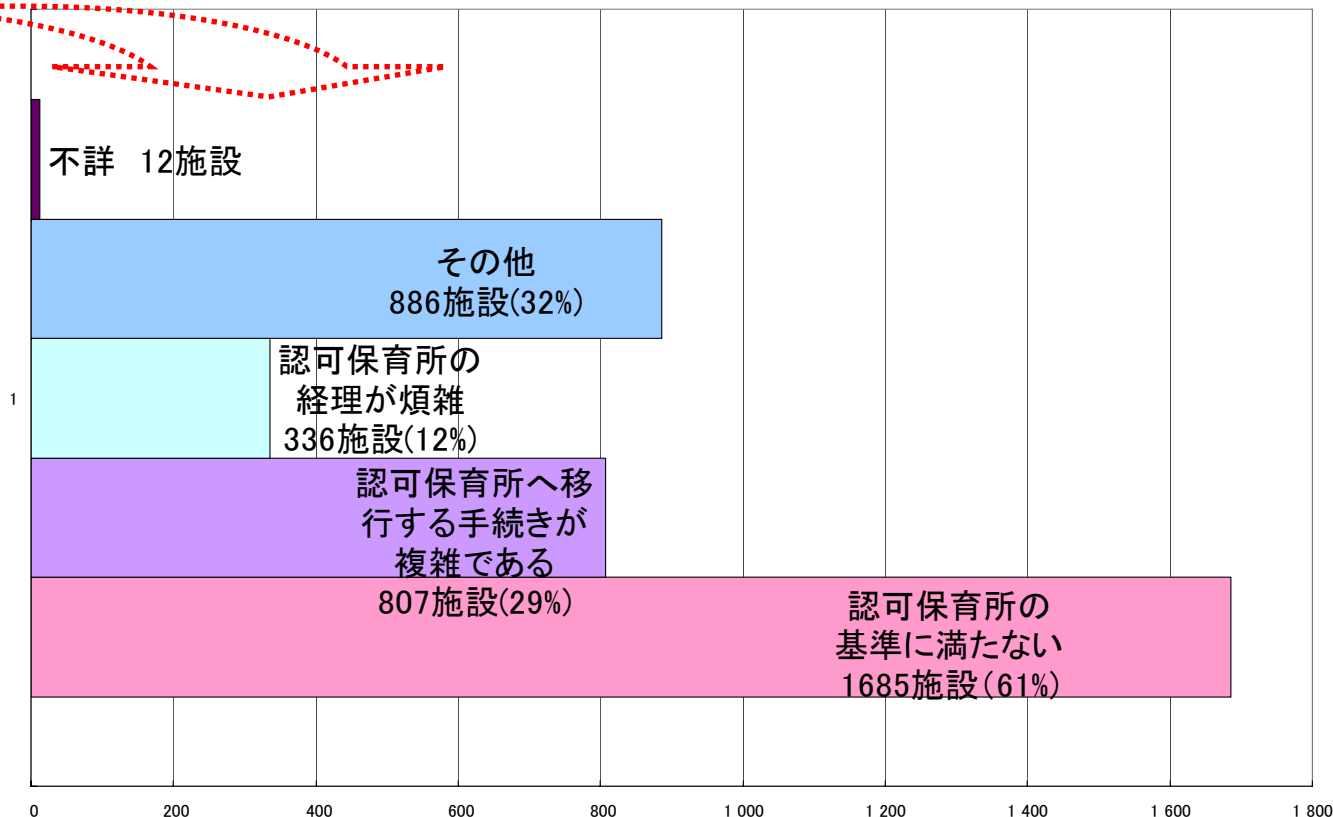 不詳　12施設
その他
886施設(32%)
認可保育所の
経理が煩雑
336施設(12%)
1
認可保育所へ移
行する手続きが
複雑である
807施設(29%)
認可保育所の
基準に満たない
1685施設(61%)
0 200 400 600 800 1 000 1 200 1 400 1 600 1 800